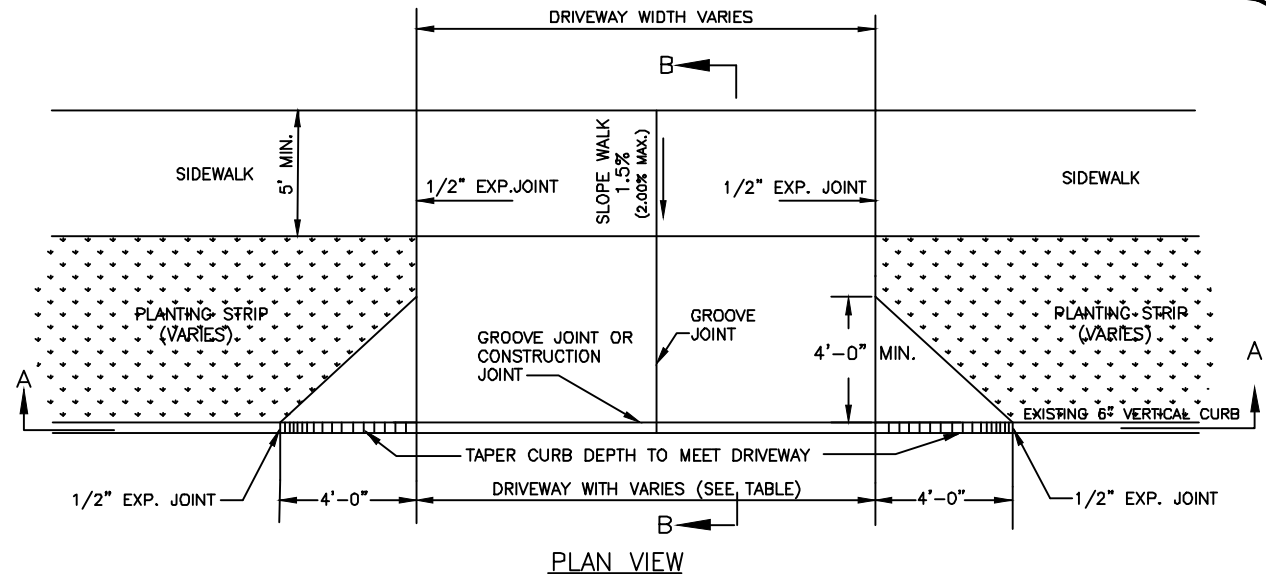 DRIVEWAY WIDTH VARIES
B
SIDEWALK
5' MIN.
1/2" EXP.JOINT
SLOPE WALK
1.5%
(2.00% MAX.)
1/2" EXP. JOINT
SIDEWALK
PLANTING STRIP
(VARIES)
GROOVE JOINT OR
CONSTRUCTION
JOINT
GROOVE
JOINT
4'-0" MIN.
PLANTING STRIP
(VARIES)
A
A
EXISTING 6" VERTICAL CURB
TAPER CURB DEPTH TO MEET DRIVEWAY
1/2" EXP. JOINT
4'-0"
DRIVEWAY WITH VARIES (SEE TABLE)
4'-0"
1/2" EXP. JOINT
B
PLAN VIEW